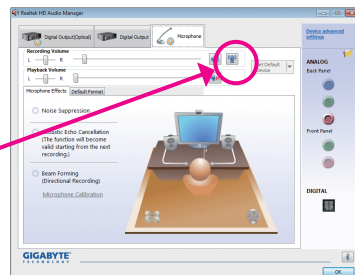 Realtek HD Audio Manager
Digital Output(Optical)
Digital Output
Microphone
Device advanced
settings
Recording Volume
L
R
Set Default
Device
Playback Volume
L
R
Microphone Effects
Default Format
Noise Suppression
Acoustic Echo Cancellation
(The function will become
valid starting from the next
recording.)
Beam Forming
(Directional Recording)
Microphone Calibration
ANALOG
Back Panel
Front Panel
DIGITAL
GIGABYTE
TECHNOLOGY
i
OK